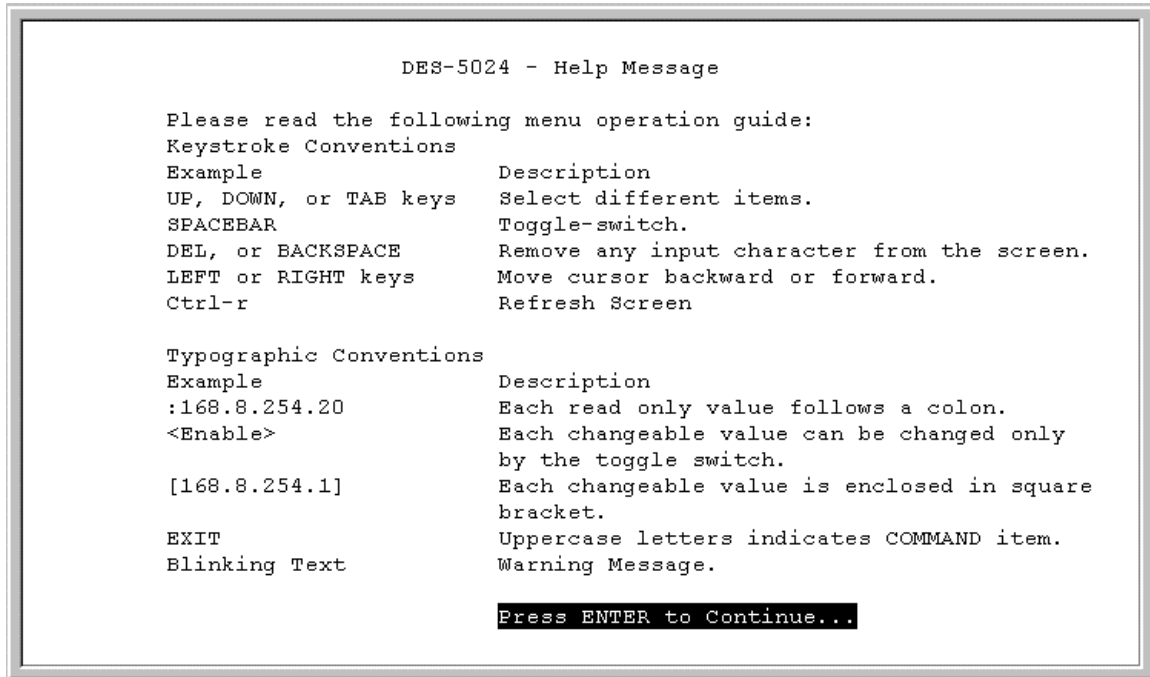 DES-5024 - Help Message
Please read the following menu operation guide:
Keystroke Conventions
Example Description
UP, DOWN, or TAB keys Select different items.
SPACEBAR Toggle-switch.
DEL, or BACKSPACE Remove any input character from the screen.
LEFT or RIGHT keys Move cursor backward or forward.
Ctrl-r Refresh Screen
Typographic Conventions
Example Description
:168.8.254.20 Each read only value follows a colon.
<Enable> Each changeable value can be changed only
by the toggle switch.
[168.8.254.1] Each changeable value is enclosed in square
bracket.
EXIT Uppercase letters indicates COMMAND item.
Blinking Text Warning Message.
Press ENTER to Continue...